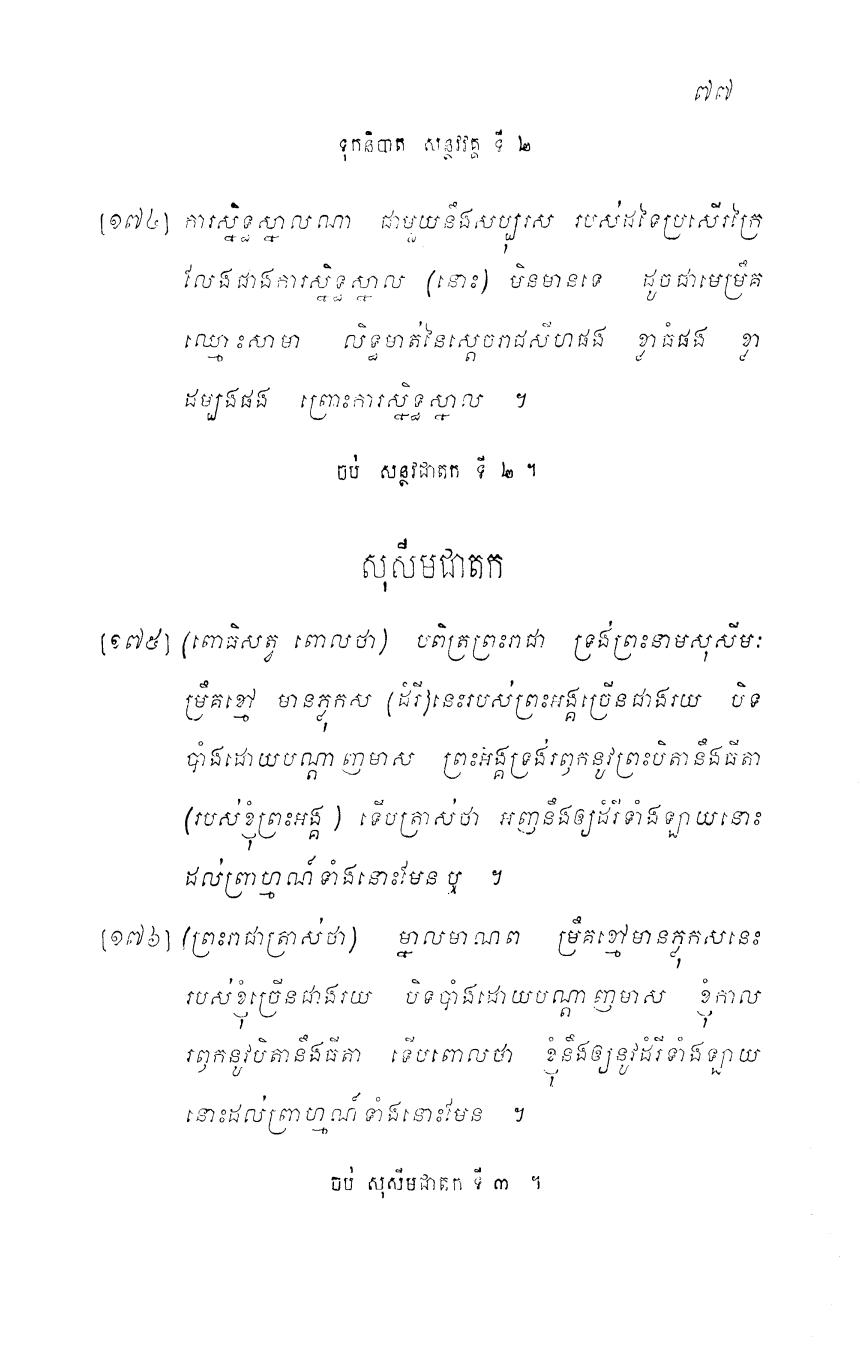 ៧៧
ទុកនិបាត សន្ថវវគ្គ ទី ២
[១៧៤] ការស្និទ្ធស្នាលណា ជាមួយនឹងសប្បុរស របស់ដទៃប្រសើរក្រៃ
លែងជាងការស្និទ្ធស្នាល (នោះ) មិនមានទេ ដូចជាមេម្រឹគ
ឈ្មោះសាមា លិទ្ធមាត់នៃស្តេចរាជសីហផង ខ្លាធំផង ខ្លា
ដម្បងផង ព្រោះការស្និទ្ធស្នាល ។
ចប់ សន្ថវជាតក ទី ២ ។
សុសីមជាតក
[១៧៥] (ពោធិសត្វ ពោលថា) បពិត្រព្រះរាជា ទ្រង់ព្រះនាមសុសីមៈ
ម្រឹគខ្មៅ មានភ្លុកស (ដំរី)នេះរបស់ព្រះអង្គច្រើនជាងរយ បិទ
បាំងដោយបណ្តាញមាស ព្រះអង្គទ្រង់រឭកនូវព្រះបិតានឹងជីតា
(របស់ខ្ញុំព្រះអង្គ ) ទើបត្រាស់ថា អញនឹងឲ្យដំរីទាំងឡាយនោះ
ដល់ព្រាហ្មណ៍ទាំងនោះមែន ឬ ។
[១៧៦] (ព្រះរាជាត្រាស់ថា) ម្នាលមាណព ម្រឹគខ្មៅមានភ្លុកសនេះ
របស់ខ្ញុំច្រើនជាងរយ បិទបាំងដោយបណ្តាញមាស ខ្ញុំកាល
រឭកនូវបិតានឹងជីតា ទើបពោលថា ខ្ញុំនឹងឲ្យនូវដំរីទាំងឡាយ
នោះដល់ព្រាហ្មណ៍ទាំងនោះមែន ។
ចប់ សុសីមជាតក ទី ៣ ។